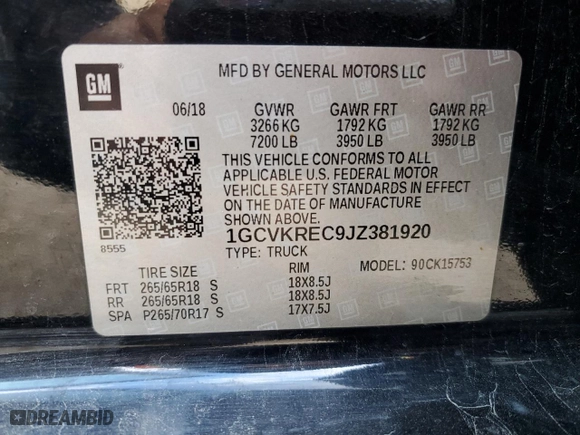 GM
MFD BY GENERAL MOTORS LLC
06/18 GVWR GAWR FRT GAWR RR
3266 KG 1792 KG 1792 KG
7200 LB 3950 LB 3950 LB
THIS VEHICLE CONFORMS TO ALL
APPLICABLE U.S. FEDERAL MOTOR
VEHICLE SAFETY STANDARDS IN EFFECT
ON THE DATE OF MANUFACTURE
SHOWN ABOVE.
8555
1GCVKREC9JZ381920
TYPE: TRUCK MODEL: 90CK15753
TIRE SIZE RIM
FRT 265/65R18 S 18X8.5J
RR 265/65R18 S 18X8.5J
SPA P265/70R17 S 17X7.5J
DREAMBID